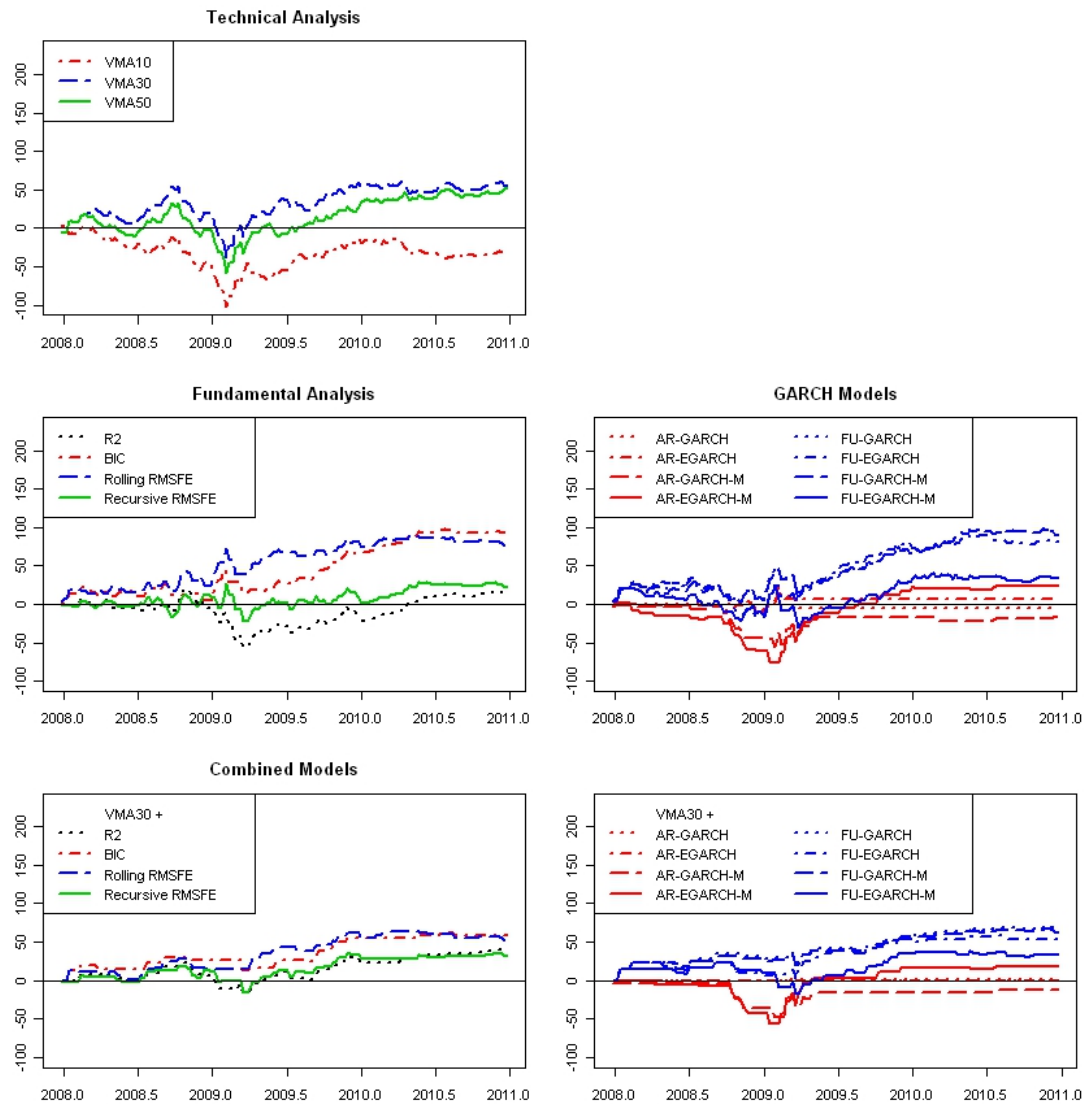 Technical Analysis
VMA10
VMA30
VMA50
200
150
100
50
0
-50
-100
2008.0 2008.5 2009.0 2009.5 2010.0 2010.5 2011.0
Fundamental Analysis
R2
BIC
Rolling RMSFE
Recursive RMSFE
200
150
100
50
0
-50
-100
2008.0 2008.5 2009.0 2009.5 2010.0 2010.5 2011.0
GARCH Models
AR-GARCH FU-GARCH
AR-EGARCH FU-EGARCH
AR-GARCH-M FU-GARCH-M
AR-EGARCH-M FU-EGARCH-M
200
150
100
50
0
-50
-100
2008.0 2008.5 2009.0 2009.5 2010.0 2010.5 2011.0
Combined Models
VMA30 +
R2
BIC
Rolling RMSFE
Recursive RMSFE
200
150
100
50
0
-50
-100
2008.0 2008.5 2009.0 2009.5 2010.0 2010.5 2011.0
VMA30 +
AR-GARCH FU-GARCH
AR-EGARCH FU-EGARCH
AR-GARCH-M FU-GARCH-M
AR-EGARCH-M FU-EGARCH-M
200
150
100
50
0
-50
-100
2008.0 2008.5 2009.0 2009.5 2010.0 2010.5 2011.0